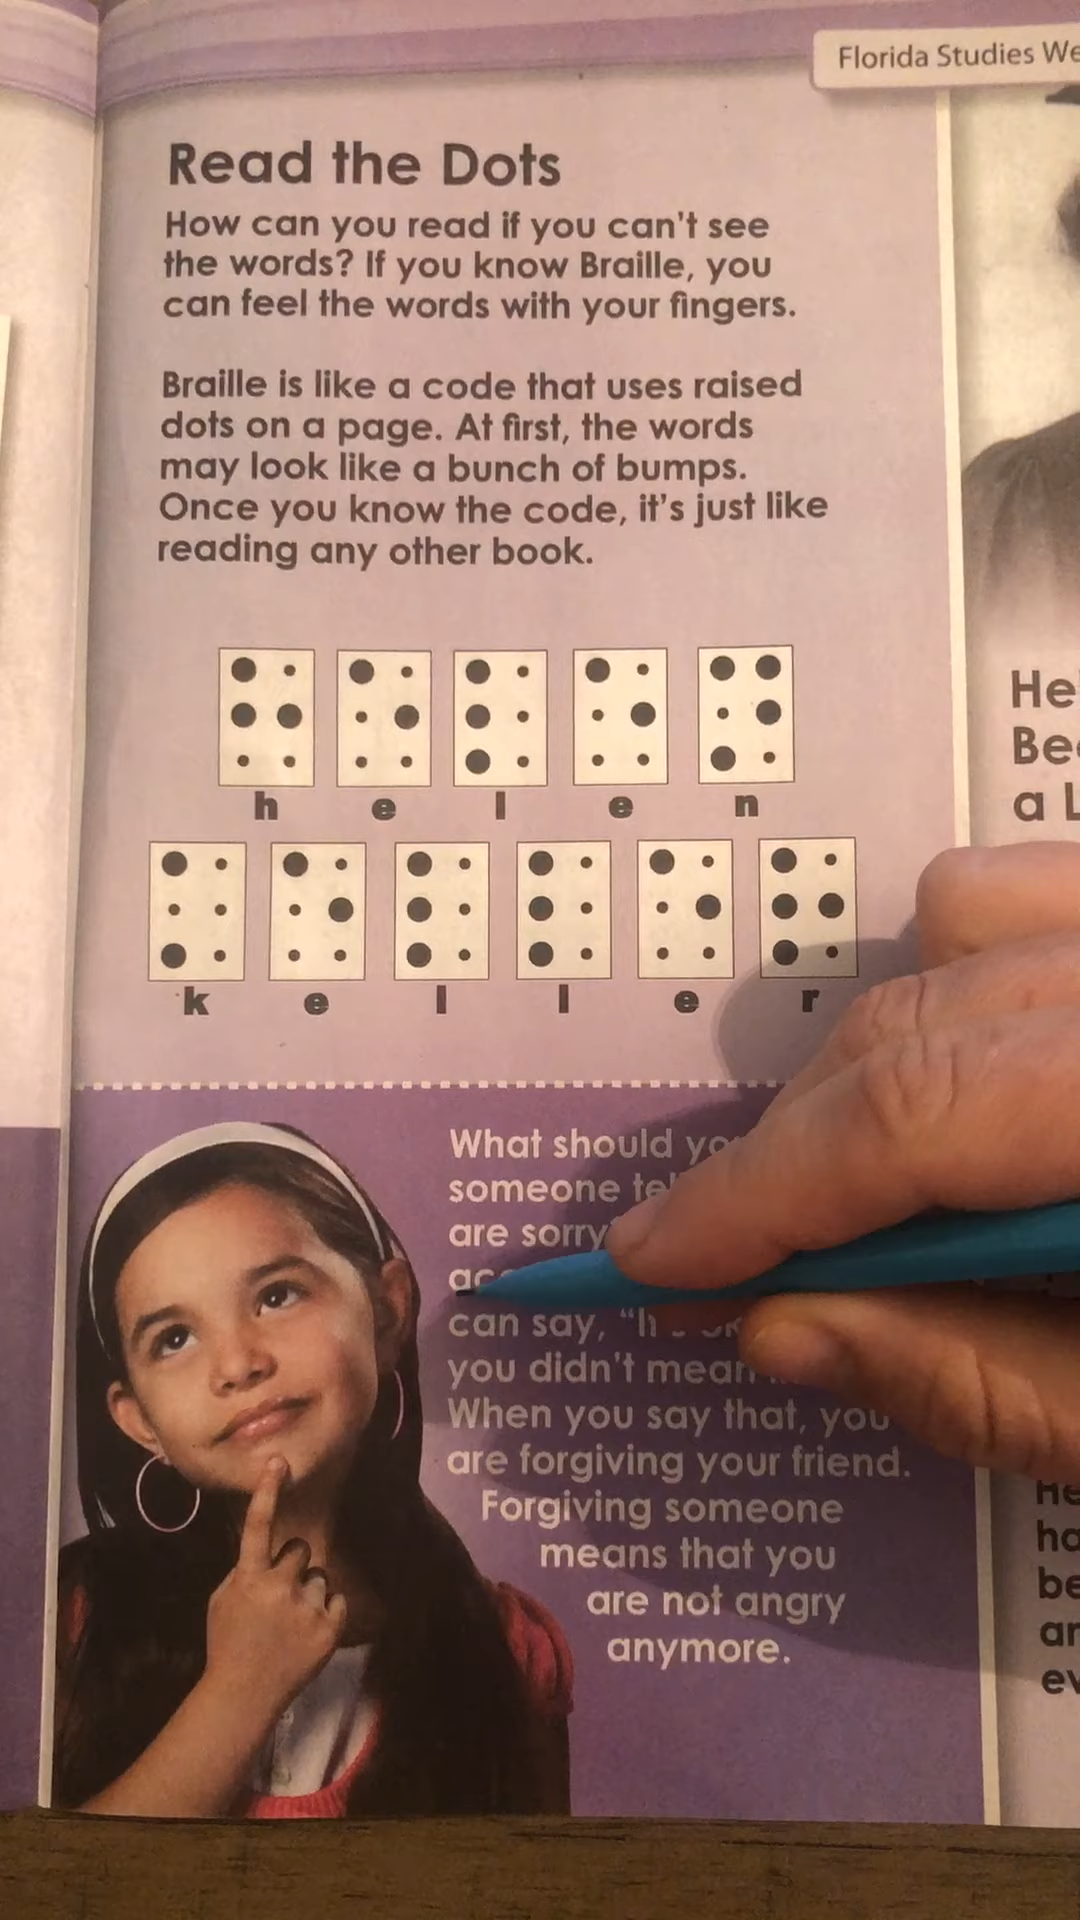 Florida Studies We
Read the Dots
How can you read if you can't see
the words? If you know Braille, you
can feel the words with your fingers.
Braille is like a code that uses raised
dots on a page. At first, the words
may look like a bunch of bumps.
Once you know the code, it's just like
reading any other book.
h e l e n
k e l l e r
What should
someone
are sorry
can say,
you didn't mean
When you say that, you
are forgiving your friend.
Forgiving someone
means that you
are not angry
anymore.
He
Be
a L
He
ha
be
ar
ev